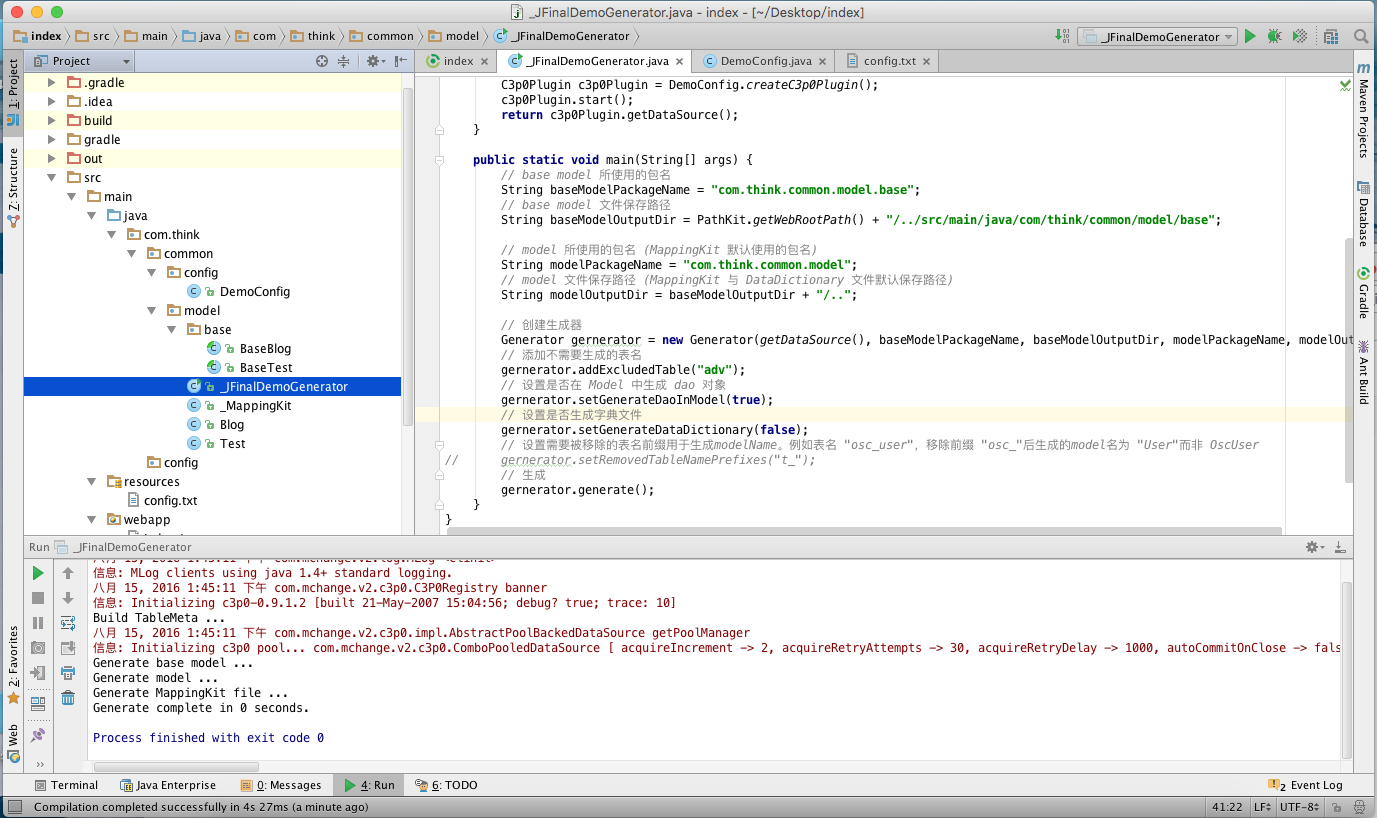 _JFinalDemoGenerator.java - index - [~/Desktop/index]
index src main java com think common model _JFinalDemoGenerator
_JFinalDemoGenerator
Project
index _JFinalDemoGenerator.java DemoConfig.java config.txt
1: Project
Z: Structure
2: Favorites
Web
.gradle
.idea
build
gradle
out
src
main
java
com.think
common
config
DemoConfig
model
base
BaseBlog
BaseTest
_JFinalDemoGenerator
_MappingKit
Blog
Test
config
resources
config.txt
webapp
C3p0Plugin c3p0Plugin = DemoConfig.createC3p0Plugin();
c3p0Plugin.start();
return c3p0Plugin.getDataSource();
}
public static void main(String[] args) {
// base model 所使用的包名
String baseModelPackageName = "com.think.common.model.base";
// base model 文件保存路径
String baseModelOutputDir = PathKit.getWebRootPath() + "/../src/main/java/com/think/common/model/base";
// model 所使用的包名 (MappingKit 默认使用的包名)
String modelPackageName = "com.think.common.model";
// model 文件保存路径 (MappingKit 与 DataDictionary 文件默认保存路径)
String modelOutputDir = baseModelOutputDir + "/..";
// 创建生成器
Generator gernerator = new Generator(getDataSource(), baseModelPackageName, baseModelOutputDir, modelPackageName, modelOut
// 添加不需要生成的表名
gernerator.addExcludedTable("adv");
// 设置是否在 Model 中生成 dao 对象
gernerator.setGenerateDaoInModel(true);
// 设置是否生成字典文件
gernerator.setGenerateDataDictionary(false);
// 设置需要被移除的表名前缀用于生成modelName。例如表名 "osc_user"，移除前缀 "osc_"后生成的model名为 "User"而非 OscUser
// gernerator.setRemovedTableNamePrefixes("t_");
// 生成
gernerator.generate();
}
}
Maven Projects
Database
Gradle
Ant Build
Run _JFinalDemoGenerator
八月 15, 2016 1:45:11 下午 com.mchange.v2.log.MLog <clinit>
信息: MLog clients using java 1.4+ standard logging.
八月 15, 2016 1:45:11 下午 com.mchange.v2.c3p0.C3P0Registry banner
信息: Initializing c3p0-0.9.1.2 [built 21-May-2007 15:04:56; debug? true; trace: 10]
Build TableMeta ...
八月 15, 2016 1:45:11 下午 com.mchange.v2.c3p0.impl.AbstractPoolBackedDataSource getPoolManager
信息: Initializing c3p0 pool... com.mchange.v2.c3p0.ComboPooledDataSource [ acquireIncrement -> 2, acquireRetryAttempts -> 30, acquireRetryDelay -> 1000, autoCommitOnClose -> fals
Generate base model ...
Generate model ...
Generate MappingKit file ...
Generate complete in 0 seconds.
Process finished with exit code 0
Terminal Java Enterprise 0: Messages 4: Run 6: TODO 2 Event Log
Compilation completed successfully in 4s 27ms (a minute ago) 41:22 LF UTF-8